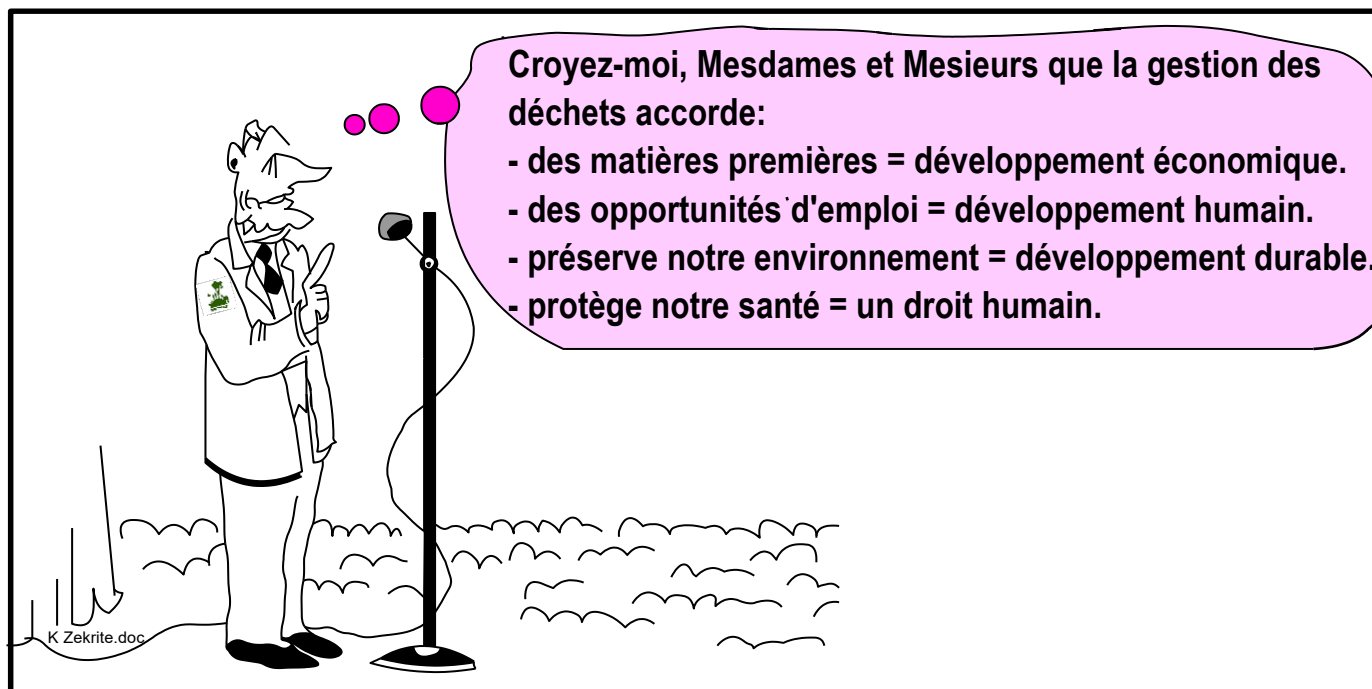 Croyez-moi, Mesdames et Mesieurs que la gestion des
déchets accorde:
- des matières premières = développement économique.
- des opportunités d'emploi = développement humain.
- préserve notre environnement = développement durable.
- protège notre santé = un droit humain.
K Zekrite.doc